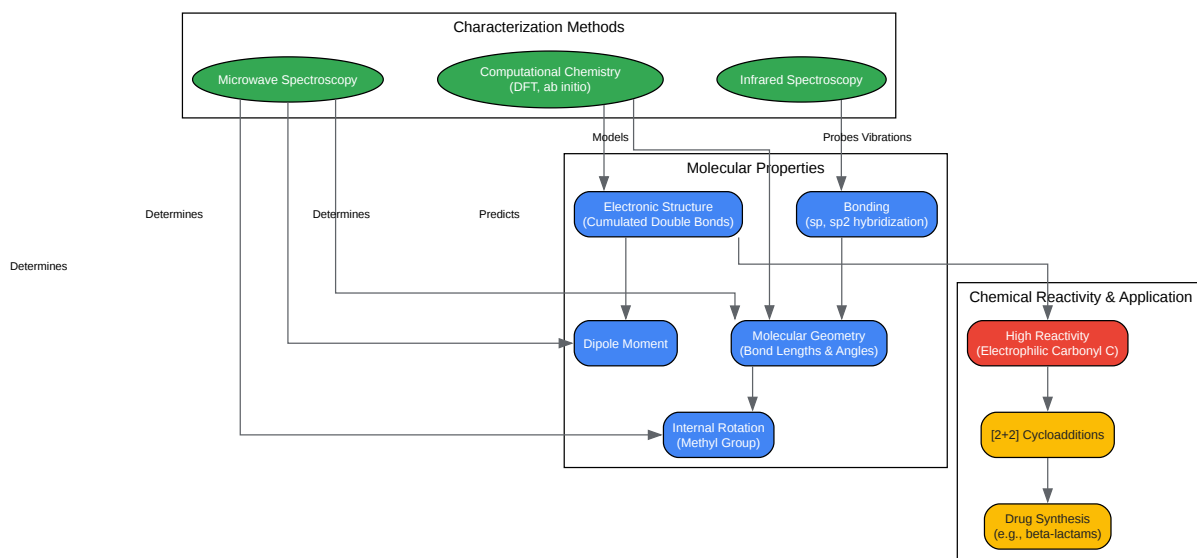 Characterization Methods
Microwave Spectroscopy
Computational Chemistry
(DFT, ab initio)
Infrared Spectroscopy
Models
Probes Vibrations
Molecular Properties
Electronic Structure
(Cumulated Double Bonds)
Bonding
(sp, sp2 hybridization)
Determines
Determines
Predicts
Determines
Chemical Reactivity & Application
Dipole Moment
Molecular Geometry
(Bond Lengths & Angles)
High Reactivity
(Electrophilic Carbonyl C)
Internal Rotation
(Methyl Group)
[2+2] Cycloadditions
Drug Synthesis
(e.g., beta-lactams)